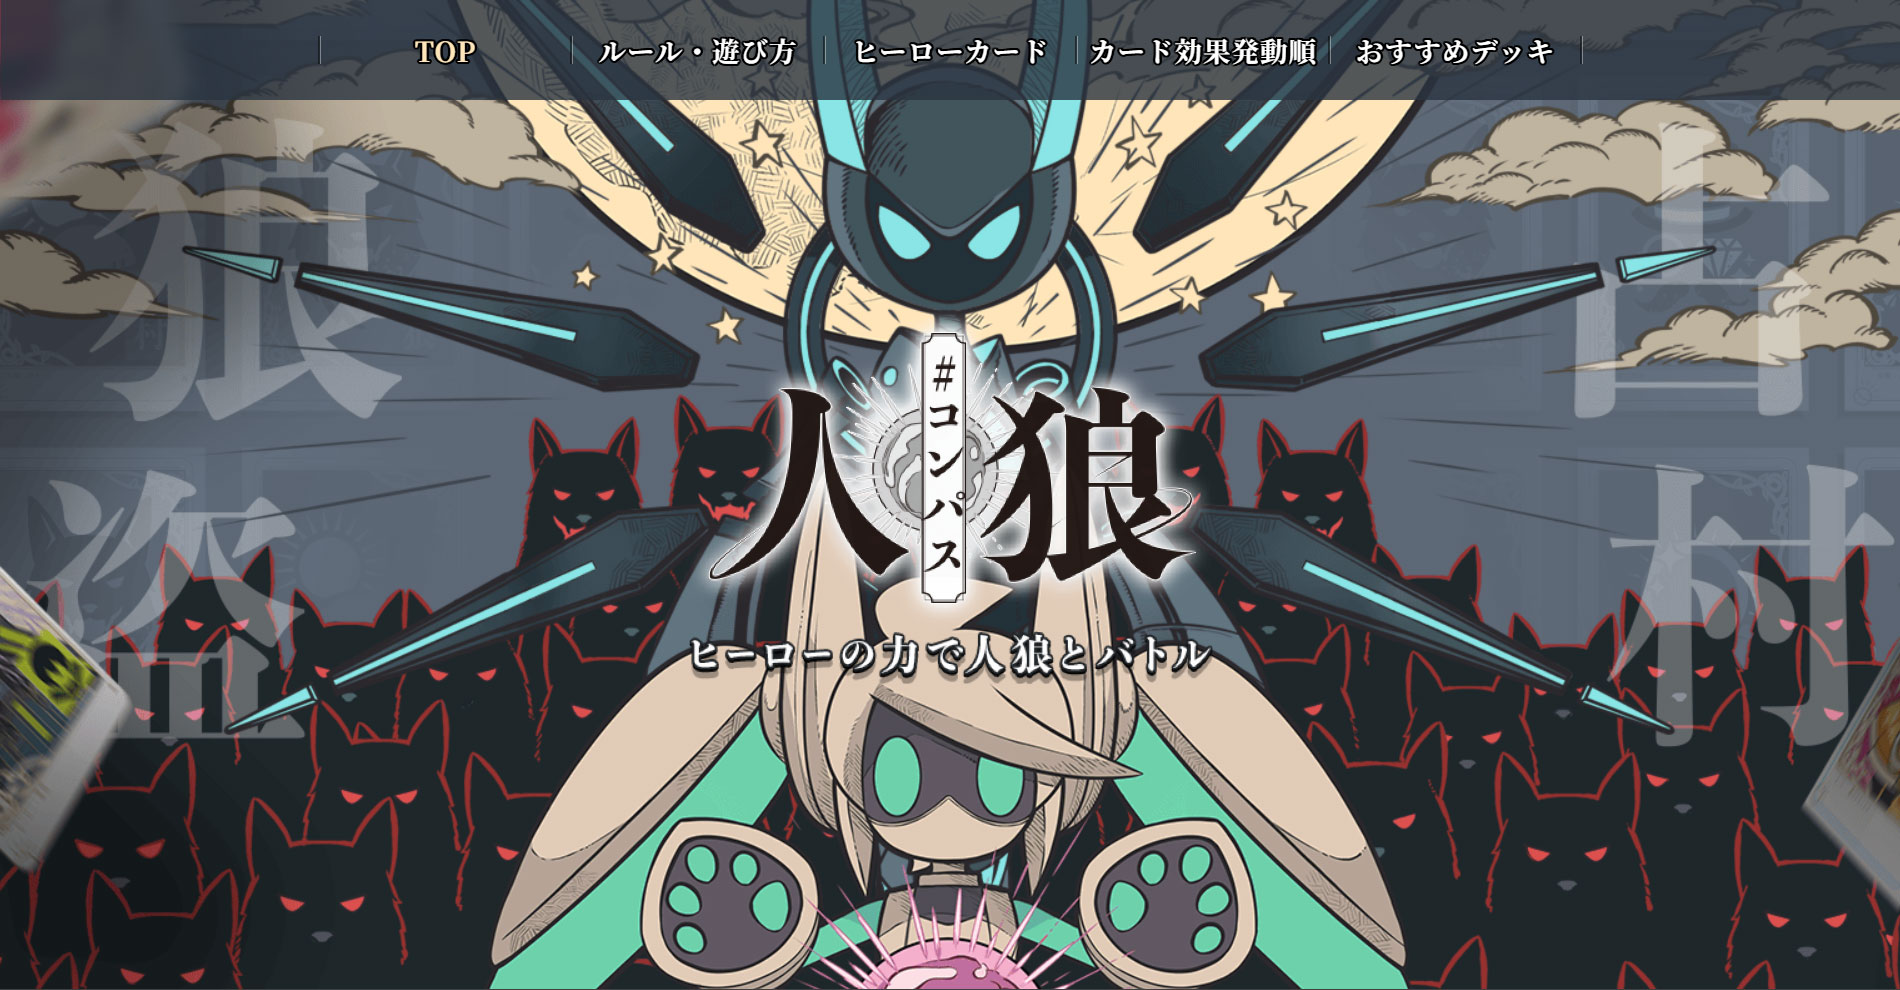 TOP
ルール・遊び方
ヒーローカード
カード効果発動順
おすすめデッキ
狼
占
#コンパス
人狼
盗
村
ヒーローの力で人狼とバトル